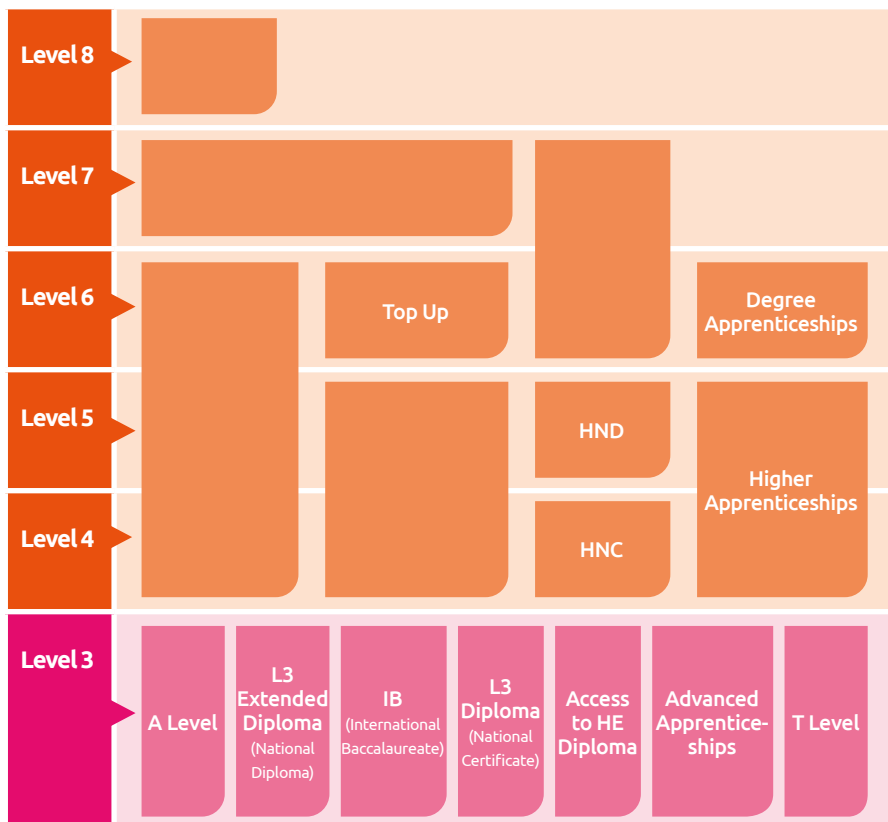 Level 8
Level 7
Level 6
Top Up
Degree
Apprenticeships
Level 5
HND
Higher
Apprenticeships
Level 4
HNC
Level 3
A Level
L3
Extended
Diploma
(National
Diploma)
IB
(International
Baccalaureate)
L3
Diploma
(National
Certificate)
Access
to HE
Diploma
Advanced
Apprentice-
ships
T Level